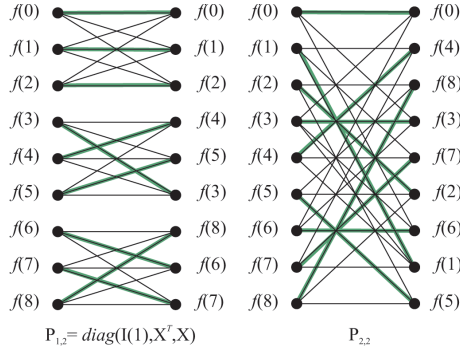 f(0) f(0) f(0) f(0)
f(1) f(1) f(1) f(4)
f(2) f(2) f(2) f(8)
f(3) f(4) f(3) f(3)
f(4) f(5) f(4) f(7)
f(5) f(3) f(5) f(2)
f(6) f(8) f(6) f(6)
f(7) f(6) f(7) f(1)
f(8) f(7) f(8) f(5)
P1,2= diag(I(1),X^T,X) P2,2